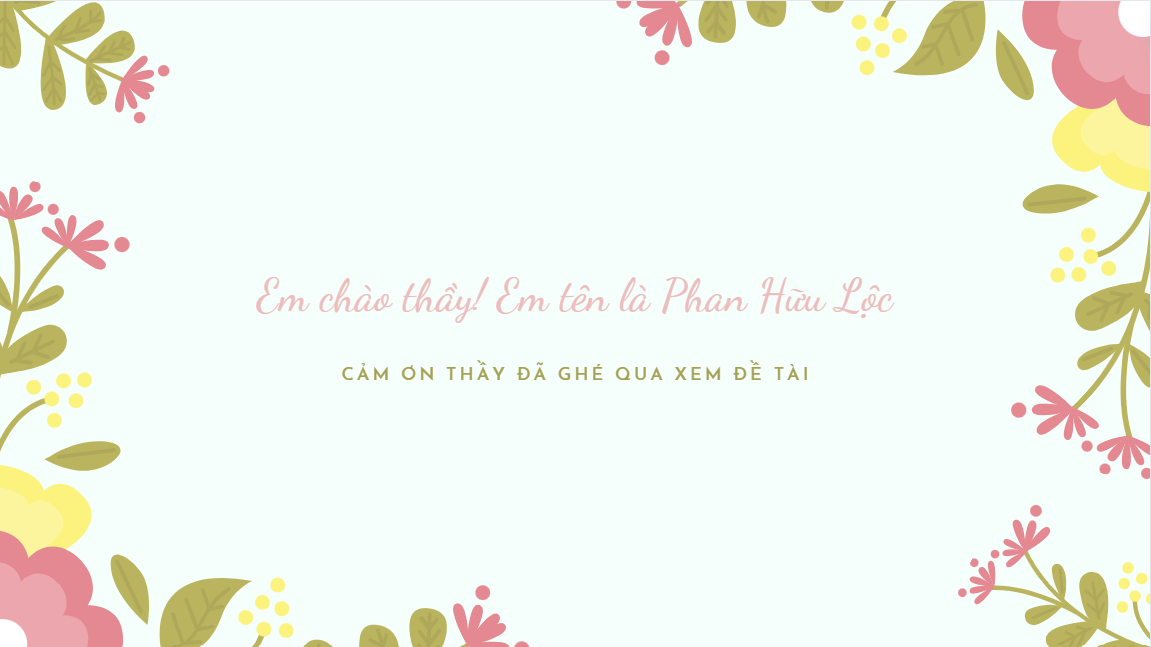 Em chào thầy! Em tên là Phan Hữu Lộc
CẢM ƠN THẦY ĐÃ GHÉ QUA XEM ĐỀ TÀI